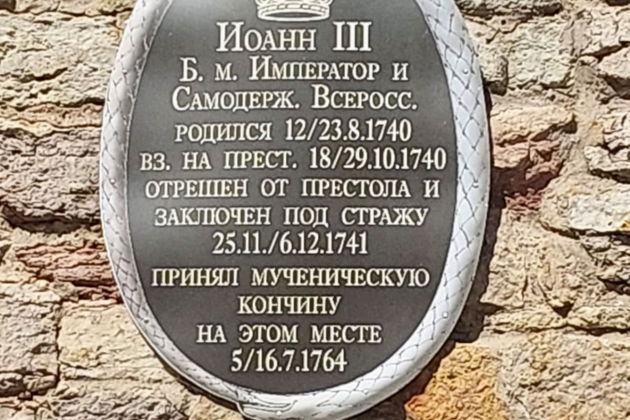 Иоанн III
Б. м. Император и
Самодерж. Всеросс.
родился 12/23.8.1740
вз. на прест. 18/29.10.1740
отрешен от престола и
заключен под стражу
25.11./6.12.1741
принял мученическую
кончину
на этом месте
5/16.7.1764